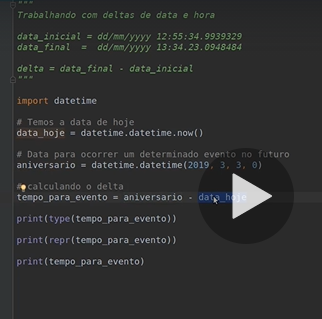 """
Trabalhando com deltas de data e hora
data_inicial = dd/mm/yyyy 12:55:34.9939329
data_final = dd/mm/yyyy 13:34.23.0948484
delta = data_final - data_inicial
"""
import datetime
# Temos a data de hoje
data_hoje = datetime.datetime.now()
# Data para ocorrer um determinado evento no futuro
aniversario = datetime.datetime(2019, 3, 3, 0)
# calculando o delta
tempo_para_evento = aniversario - data_hoje
print(type(tempo_para_evento))
print(repr(tempo_para_evento))
print(tempo_para_evento)